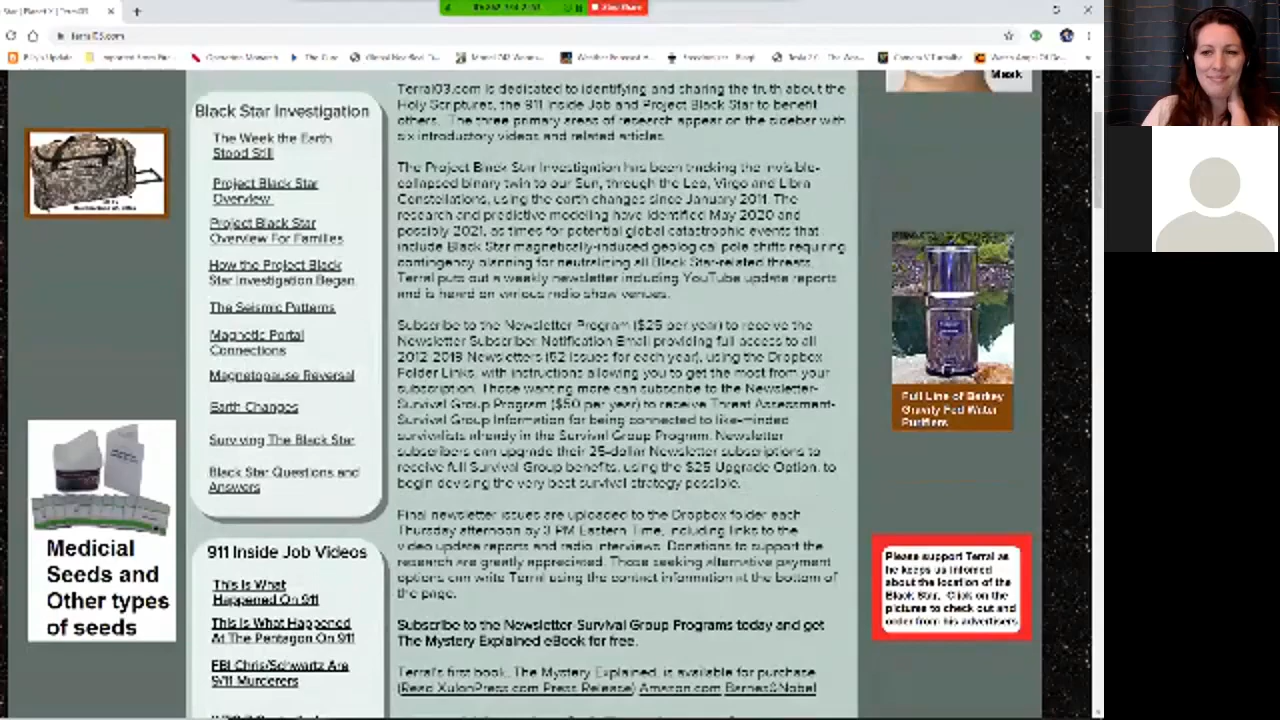 Stop Share
Terral03.com
Mask
Terral03.com is dedicated to identifying and sharing the truth about the
Holy Scriptures, the 911 Inside Job and Project Black Star to benefit
others. The three primary areas of research appear on the sidebar with
six introductory videos and related articles.
The Project Black Star Investigation has been tracking the invisible-
collapsed binary twin to our Sun, through the Leo, Virgo and Libra
Constellations, using the earth changes since January 2011. The
research and predictive modeling have identified May 2020 and
possibly 2021, as times for potential global catastrophic events that
include Black Star magnetically-induced geological pole shifts requiring
contingency planning for neutralizing all Black Star-related threats.
Terral puts out a weekly newsletter including YouTube update reports
and is heard on various radio show venues.
Subscribe to the Newsletter Program ($25 per year) to receive the
Newsletter Subscriber Notification Email providing full access to all
2012-2019 Newsletters (52 issues for each year), using the Dropbox
Folder Links, with instructions allowing you to get the most from your
subscription. Those wanting more can subscribe to the Newsletter-
Survival Group Program ($50 per year) to receive Threat Assessment-
Survival Group Information for being connected to like-minded
survivalists already in the Survival Group Program. Newsletter
subscribers can upgrade their 25-dollar Newsletter subscriptions to
receive full Survival Group benefits, using the $25 Upgrade Option, to
begin devising the very best survival strategy possible.
Final newsletter issues are uploaded to the Dropbox folder each
Thursday afternoon by 3 PM Eastern Time, including links to the
video update reports and radio interviews. Donations to support the
research are greatly appreciated. Those seeking alternative payment
options can write Terral using the contact information at the bottom of
the page.
Subscribe to the Newsletter-Survival Group Programs today and get
The Mystery Explained eBook for free.
Terral's first book, The Mystery Explained, is available for purchase
(Read XulonPress.com Press Release) Amazon.com Barnes&Nobel
Black Star Investigation
The Week the Earth
Stood Still
Project Black Star
Overview
Project Black Star
Overview For Families
How the Project Black
Star Investigation Began
The Seismic Patterns
Magnetic Portal
Connections
Magnetopause Reversal
Earth Changes
Surviving The Black Star
Black Star Questions and
Answers
911 Inside Job Videos
This Is What
Happened On 911
This Is What Happened
At The Pentagon On 911
FBI Chris/Schwartz Are
9/11 Murderers
Medicial
Seeds and
Other types
of seeds
Full Line of Berkey
Gravity Fed Water
Purifiers
Please support Terral as
he keeps us informed
about the location of the
Black Star. Click on the
pictures to check out and
order from his advertisers